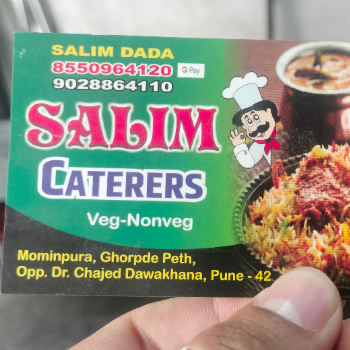 SALIM DADA
8550964120 G Pay
9028864110
SALIM
CATERERS
Veg-Nonveg
Mominpura, Ghorpde Peth,
Opp. Dr. Chajed Dawakhana, Pune - 42